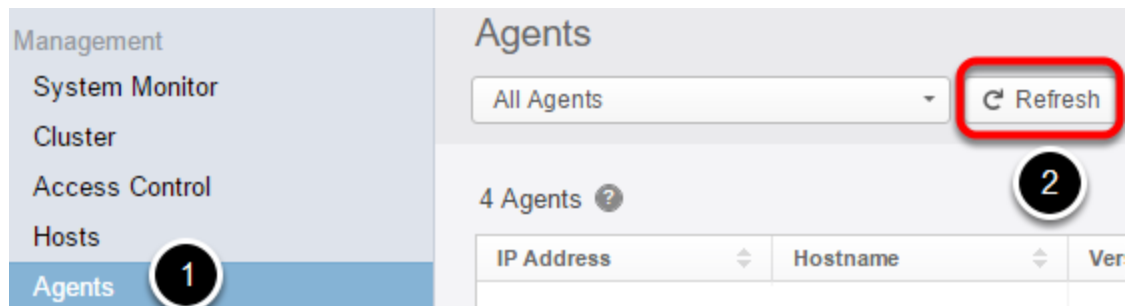 Management
System Monitor
Cluster
Access Control
Hosts
Agents
1
Agents
All Agents
Refresh
2
4 Agents ?
IP Address Hostname Ver